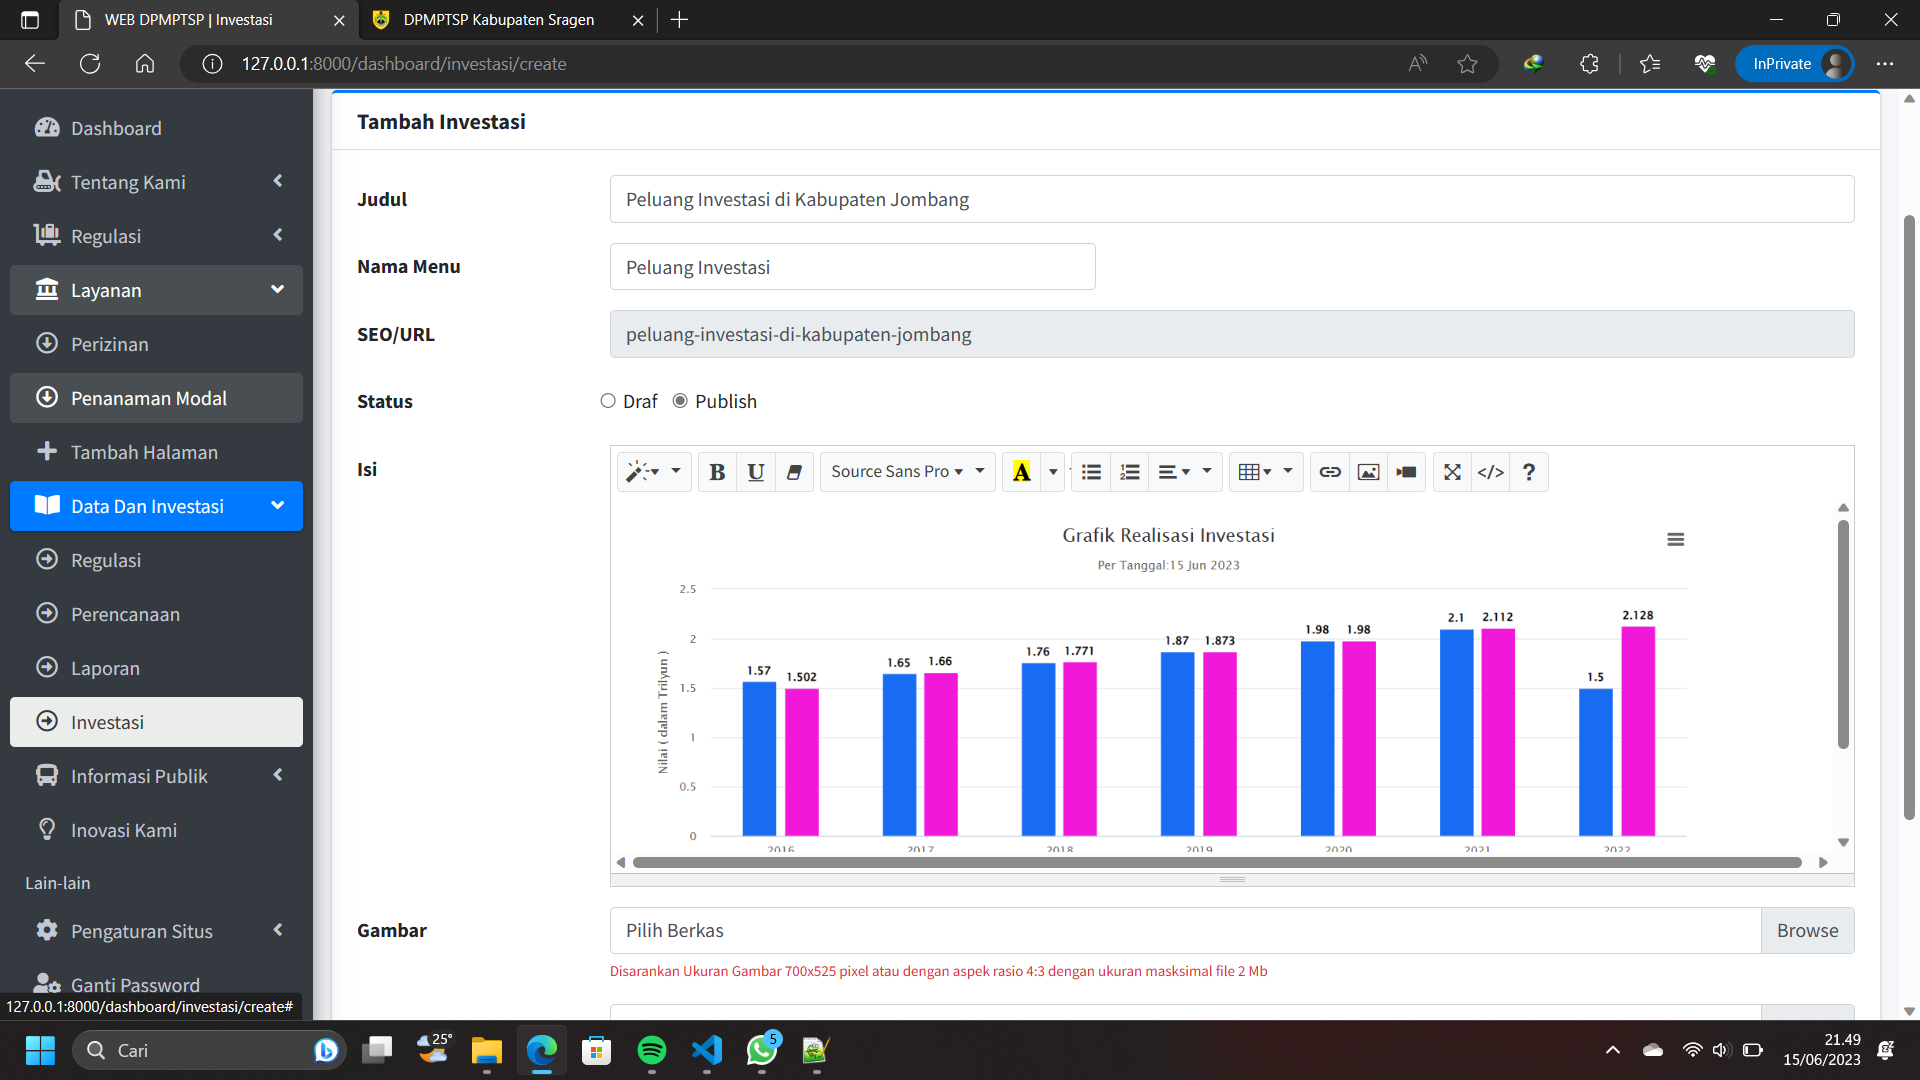 WEB DPMPTSP | Investasi
DPMPTSP Kabupaten Sragen
127.0.0.1:8000/dashboard/investasi/create
InPrivate
Dashboard
Tentang Kami
Regulasi
Layanan
Perizinan
Penanaman Modal
Tambah Halaman
Data Dan Investasi
Regulasi
Perencanaan
Laporan
Investasi
Informasi Publik
Inovasi Kami
Lain-lain
Pengaturan Situs
Ganti Password
127.0.0.1:8000/dashboard/investasi/create#
Tambah Investasi
Judul
Peluang Investasi di Kabupaten Jombang
Nama Menu
Peluang Investasi
SEO/URL
peluang-investasi-di-kabupaten-jombang
Status
Draf
Publish
Isi
B U Source Sans Pro A </> ?
Grafik Realisasi Investasi
Per Tanggal:15 Jun 2023
Nilai ( dalam Trilyun )
2.5
2
1.5
1
0.5
0
1.57 1.502
1.65 1.66
1.76 1.771
1.87 1.873
1.98 1.98
2.1 2.112
1.5 2.128
2016 2017 2018 2019 2020 2021 2022
Gambar
Pilih Berkas
Browse
Disarankan Ukuran Gambar 700x525 pixel atau dengan aspek rasio 4:3 dengan ukuran masksimal file 2 Mb
Cari
25°
5
21.49
15/06/2023